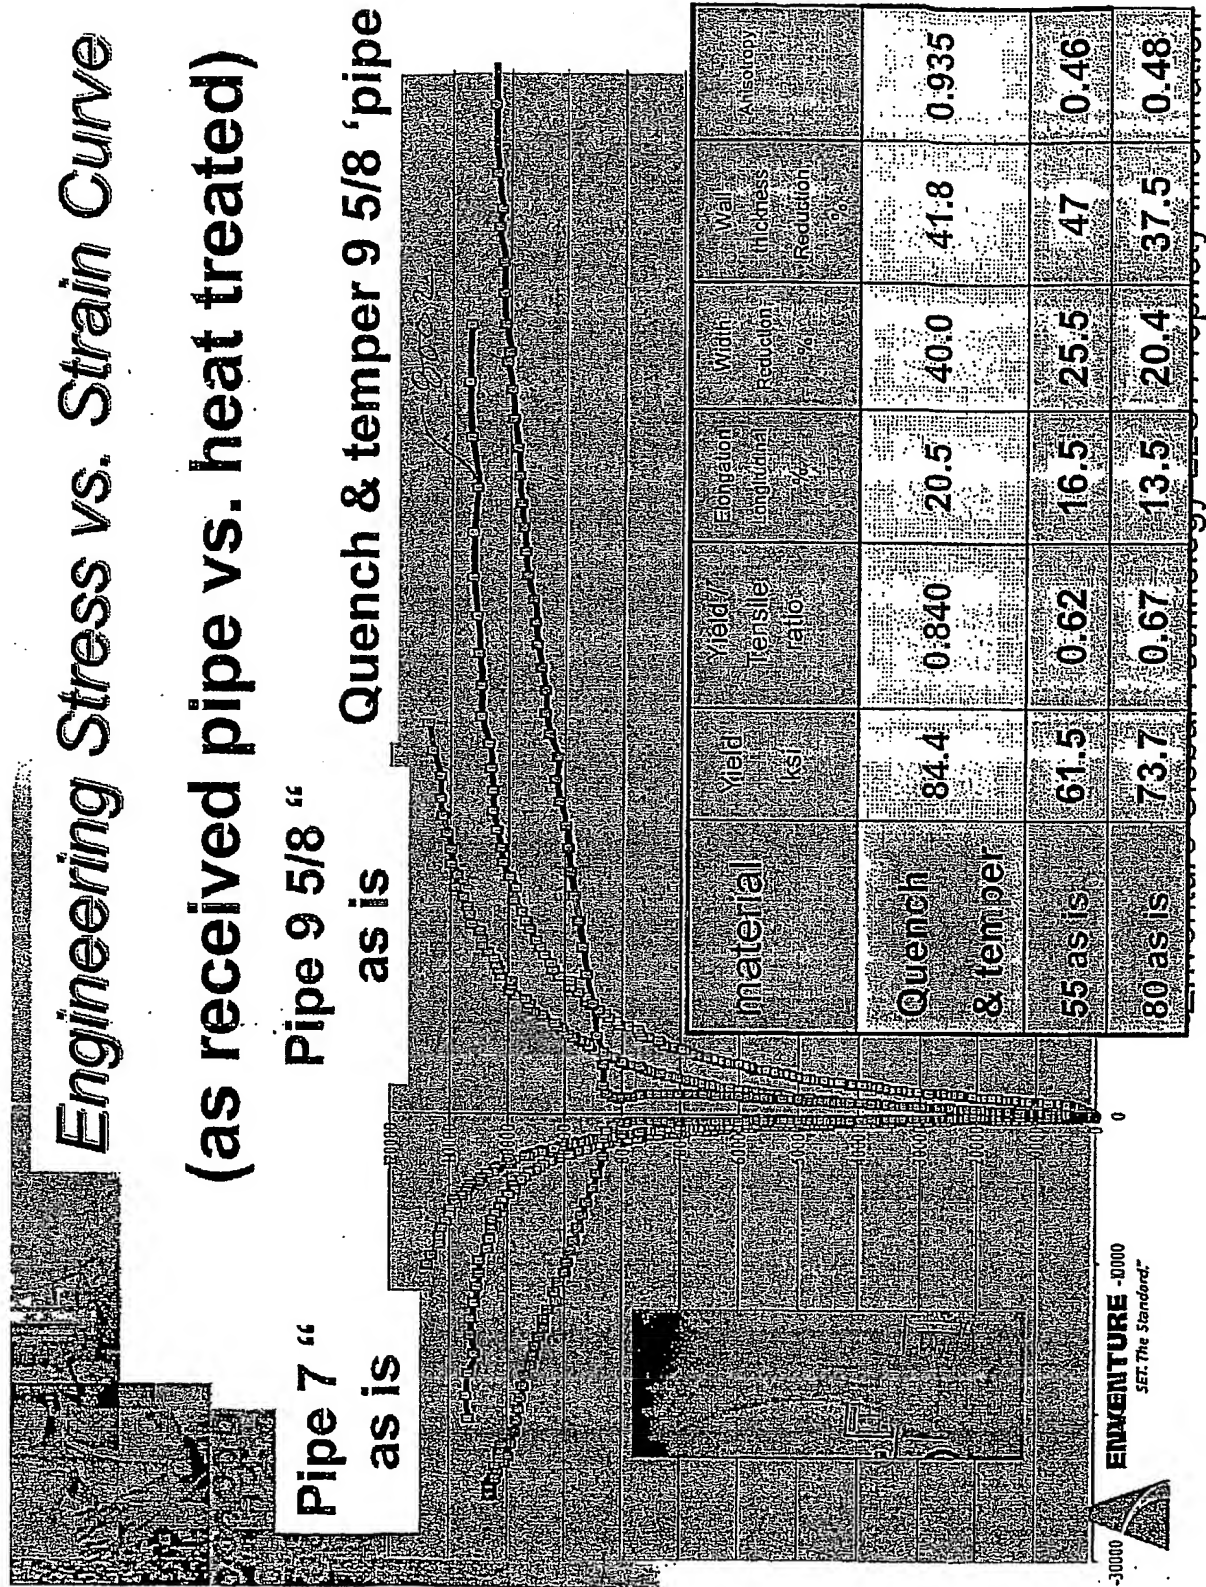 Engineering Stress vs. Strain Curve
(as received pipe vs. heat treated)
Pipe 7 “
as is
Pipe 9 5/8 “
as is
Quench & temper 9 5/8 ‘pipe
material
Yield
ksi
Yield/
Tensile
ratio
Elongation
Longitudinal
%
Width
Reduction
%
Wall
thickness
Reduction
%
Anisotropy
Quench
& temper
84.4
0.840
20.5
40.0
41.8
0.935
55 as is
61.5
0.62
16.5
25.5
47
0.46
80 as is
73.7
0.67
13.5
20.4
37.5
0.48
-30000
-10000
0
ENVENTURE
SET. The Standard.™